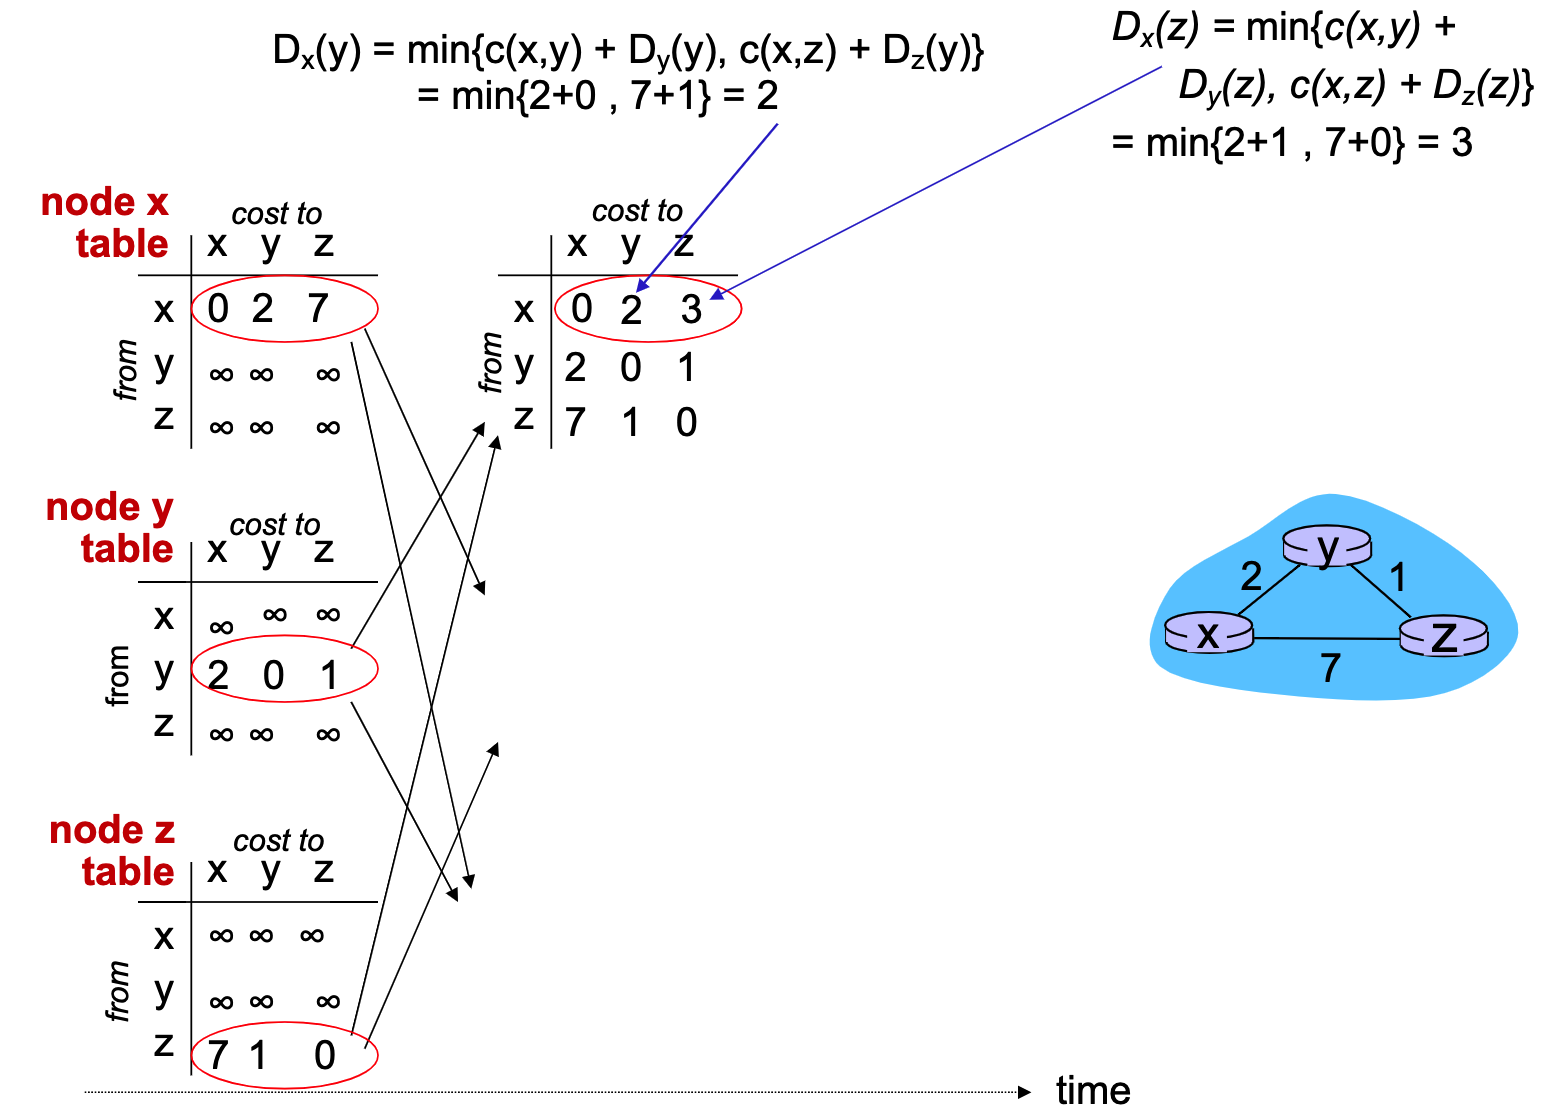 D_x(y) = min{c(x,y) + D_y(y), c(x,z) + D_z(y)}
= min{2+0 , 7+1} = 2
D_x(z) = min{c(x,y) +
D_y(z), c(x,z) + D_z(z)}
= min{2+1 , 7+0} = 3
node x
table
cost to
x y z
from
x 0 2 7
y ∞ ∞ ∞
z ∞ ∞ ∞
cost to
x y z
from
x 0 2 3
y 2 0 1
z 7 1 0
node y
table
cost to
x y z
from
x ∞ ∞ ∞
y 2 0 1
z ∞ ∞ ∞
y
2 1
x z
7
node z
table
cost to
x y z
from
x ∞ ∞ ∞
y ∞ ∞ ∞
z 7 1 0
time